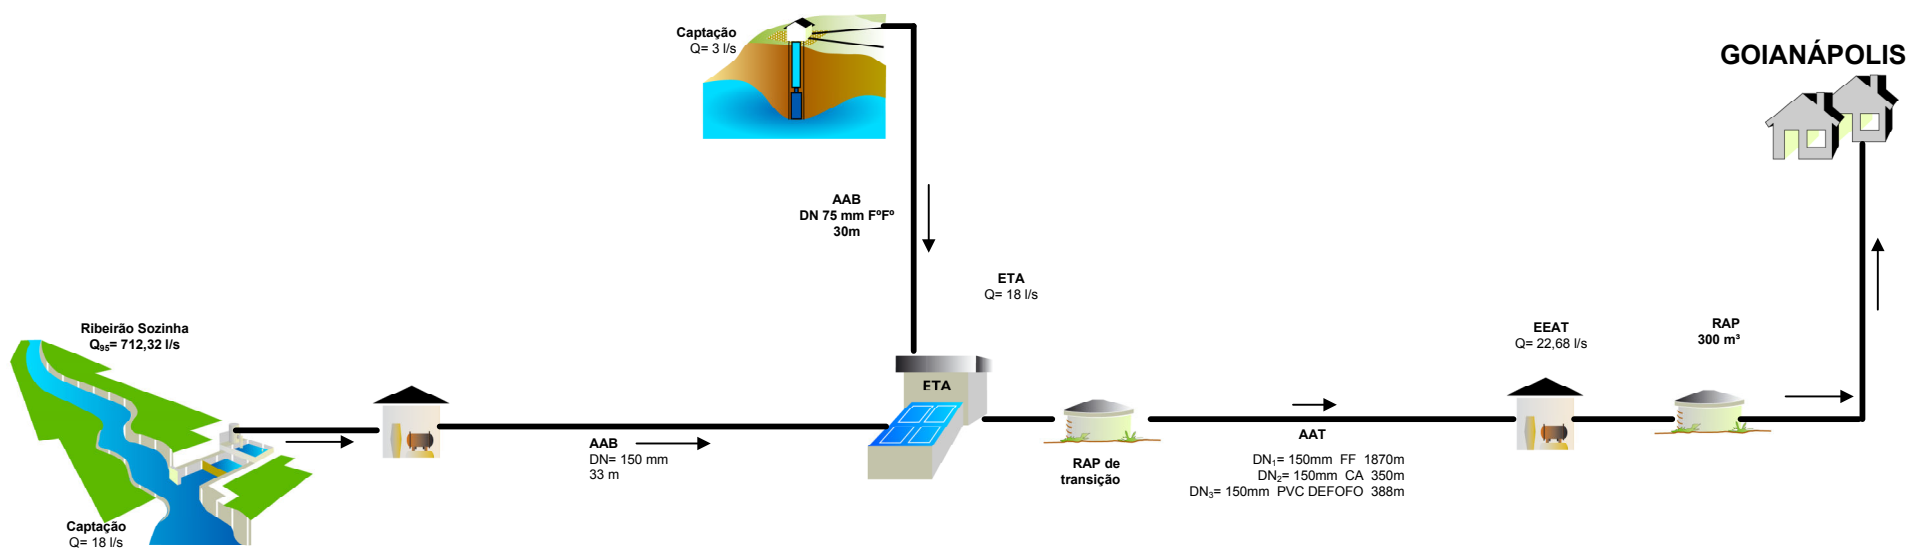 Captação
Q= 3 l/s
GOIANÁPOLIS
AAB
DN 75 mm FºFº
30m
ETA
Q= 18 l/s
Ribeirão Sozinha
Q₉₅= 712,32 l/s
EEAT
Q= 22,68 l/s
RAP
300 m³
ETA
AAB
DN= 150 mm
33 m
RAP de
transição
AAT
DN₁= 150mm FF 1870m
DN₂= 150mm CA 350m
DN₃= 150mm PVC DEFOFO 388m
Captação
Q= 18 l/s